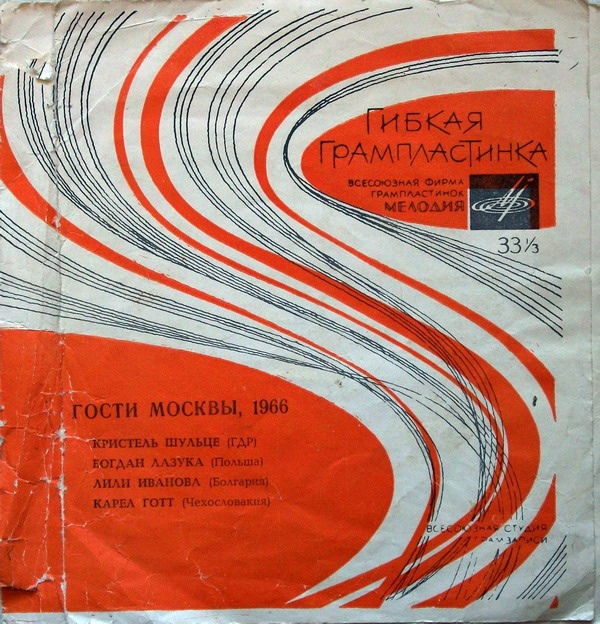 ГИБКАЯ
ГРАМПЛАСТИНКА
ВСЕСОЮЗНАЯ ФИРМА
ГРАМПЛАСТИНОК
МЕЛОДИЯ
33⅓
ГОСТИ МОСКВЫ, 1966
КРИСТЕЛЬ ШУЛЬЦЕ (ГДР)
БОГДАН ЛАЗУКА (Польша)
ЛИЛИ ИВАНОВА (Болгария)
КАРЕЛ ГОТТ (Чехословакия)
ВСЕСОЮЗНАЯ СТУДИЯ
ГРАМЗАПИСИ